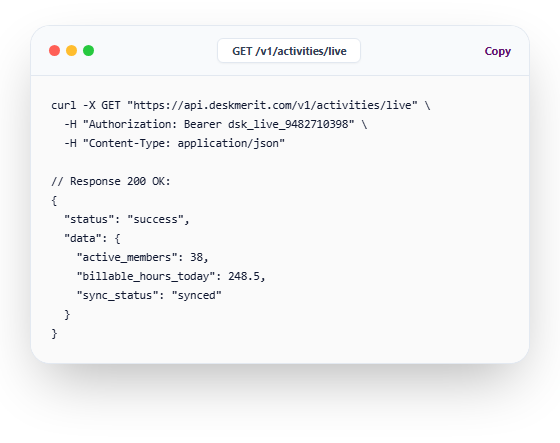 GET /v1/activities/live
Copy
curl -X GET "https://api.deskmerit.com/v1/activities/live" \
  -H "Authorization: Bearer dsk_live_9482710398" \
  -H "Content-Type: application/json"

// Response 200 OK:
{
  "status": "success",
  "data": {
    "active_members": 38,
    "billable_hours_today": 248.5,
    "sync_status": "synced"
  }
}